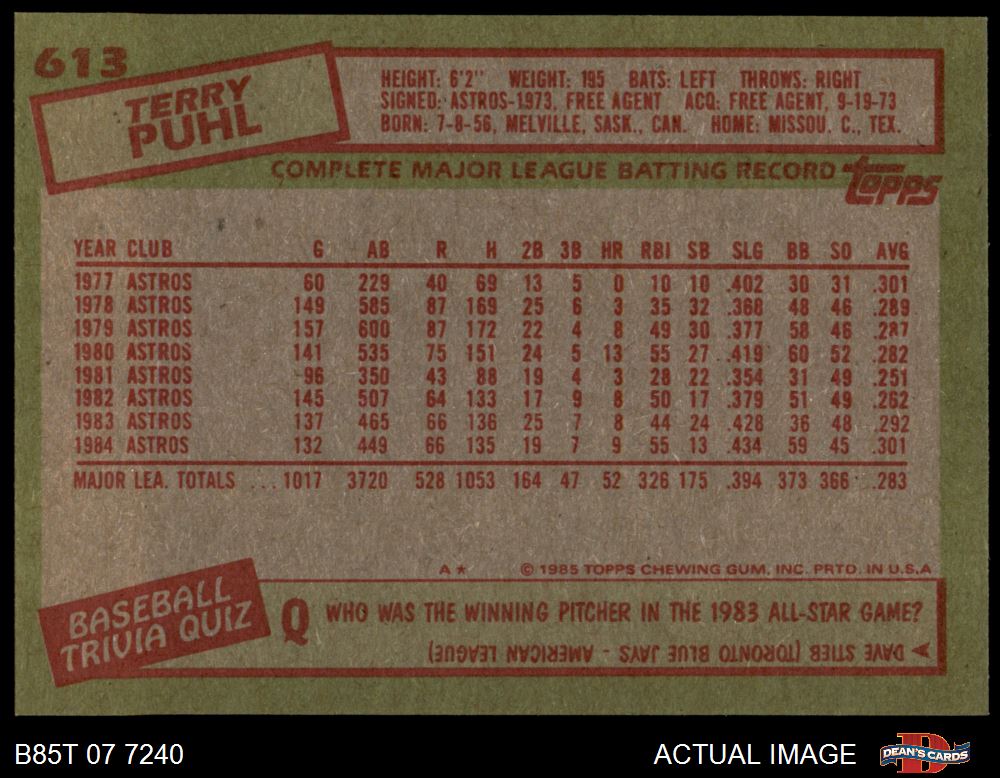 613
TERRY
PUHL
HEIGHT: 6'2" WEIGHT: 195 BATS: LEFT THROWS: RIGHT
SIGNED: ASTROS-1973, FREE AGENT ACQ: FREE AGENT, 9-19-73
BORN: 7-8-56, MELVILLE, SASK., CAN. HOME: MISSOU. C., TEX.
COMPLETE MAJOR LEAGUE BATTING RECORD topps
YEAR CLUB G AB R H 2B 3B HR RBI SB SLG BB SO AVG
1977 ASTROS 60 229 40 69 13 5 0 10 10 .402 30 31 .301
1978 ASTROS 149 585 87 169 25 6 3 35 32 .368 48 46 .289
1979 ASTROS 157 600 87 172 22 4 8 49 30 .377 58 46 .287
1980 ASTROS 141 535 75 151 24 5 13 55 27 .419 60 52 .282
1981 ASTROS 96 350 43 88 19 4 3 28 22 .354 31 49 .251
1982 ASTROS 145 507 64 133 17 9 8 50 17 .379 51 49 .262
1983 ASTROS 137 465 66 136 25 7 8 44 24 .428 36 48 .292
1984 ASTROS 132 449 66 135 19 7 9 55 13 .434 59 45 .301
MAJOR LEA. TOTALS ... 1017 3720 528 1053 164 47 52 326 175 .394 373 366 .283
A* © 1985 TOPPS CHEWING GUM, INC. PRTD. IN U.S.A
BASEBALL
TRIVIA QUIZ
Q WHO WAS THE WINNING PITCHER IN THE 1983 ALL-STAR GAME?
A DAVE STIEB (TORONTO BLUE JAYS - AMERICAN LEAGUE)
B85T 07 7240 ACTUAL IMAGE DEAN'S CARDS